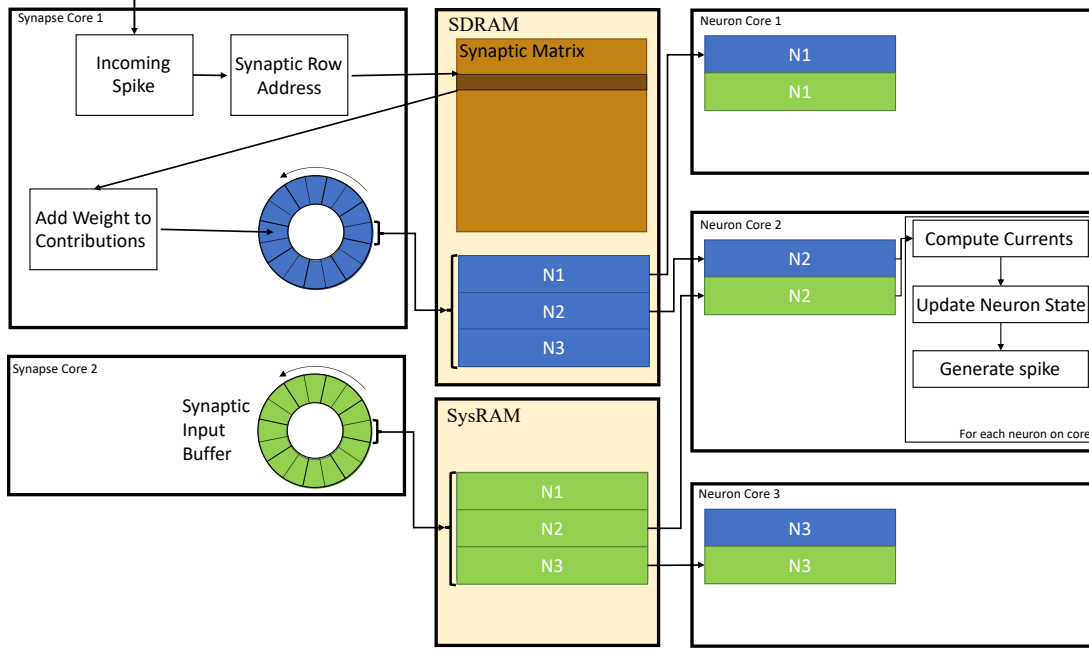 Synapse Core 1
Incoming
Spike
Synaptic Row
Address
Add Weight to
Contributions
Synapse Core 2
Synaptic
Input
Buffer
SDRAM
Synaptic Matrix
N1
N2
N3
SysRAM
N1
N2
N3
Neuron Core 1
N1
N1
Neuron Core 2
N2
N2
Compute Currents
Update Neuron State
Generate spike
For each neuron on core
Neuron Core 3
N3
N3